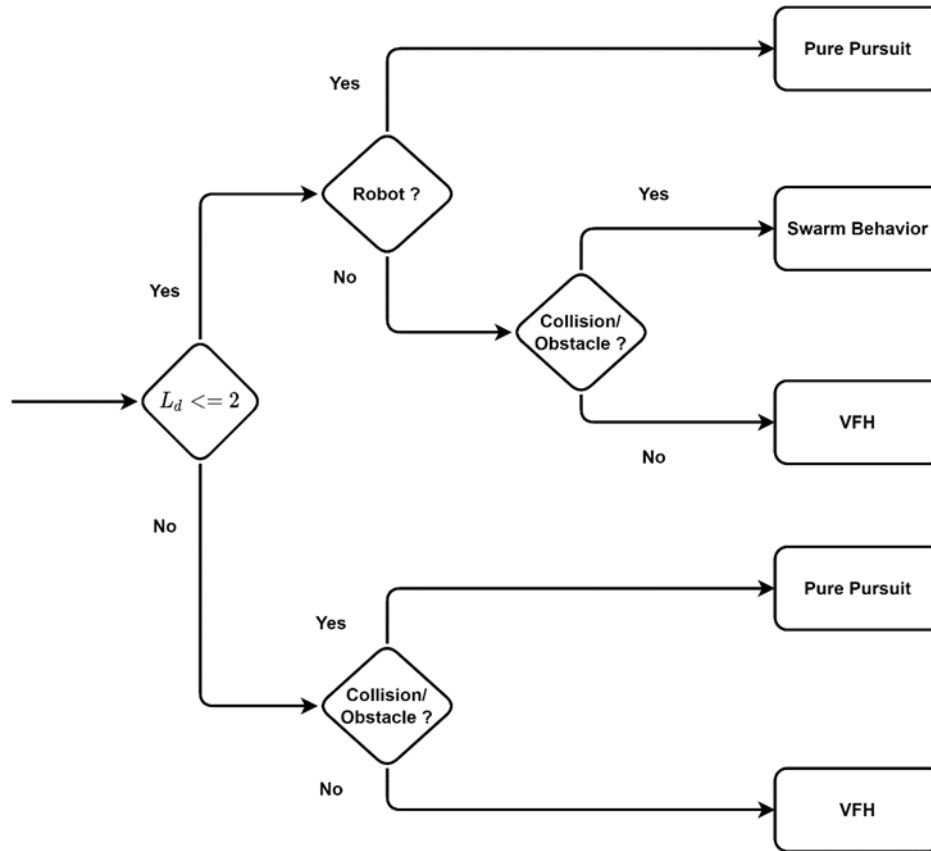 Pure Pursuit
Yes
Robot ?
Yes
Swarm Behavior
No
Yes
Collision/
Obstacle ?
L_d <= 2
VFH
No
No
Pure Pursuit
Yes
Collision/
Obstacle ?
No
VFH